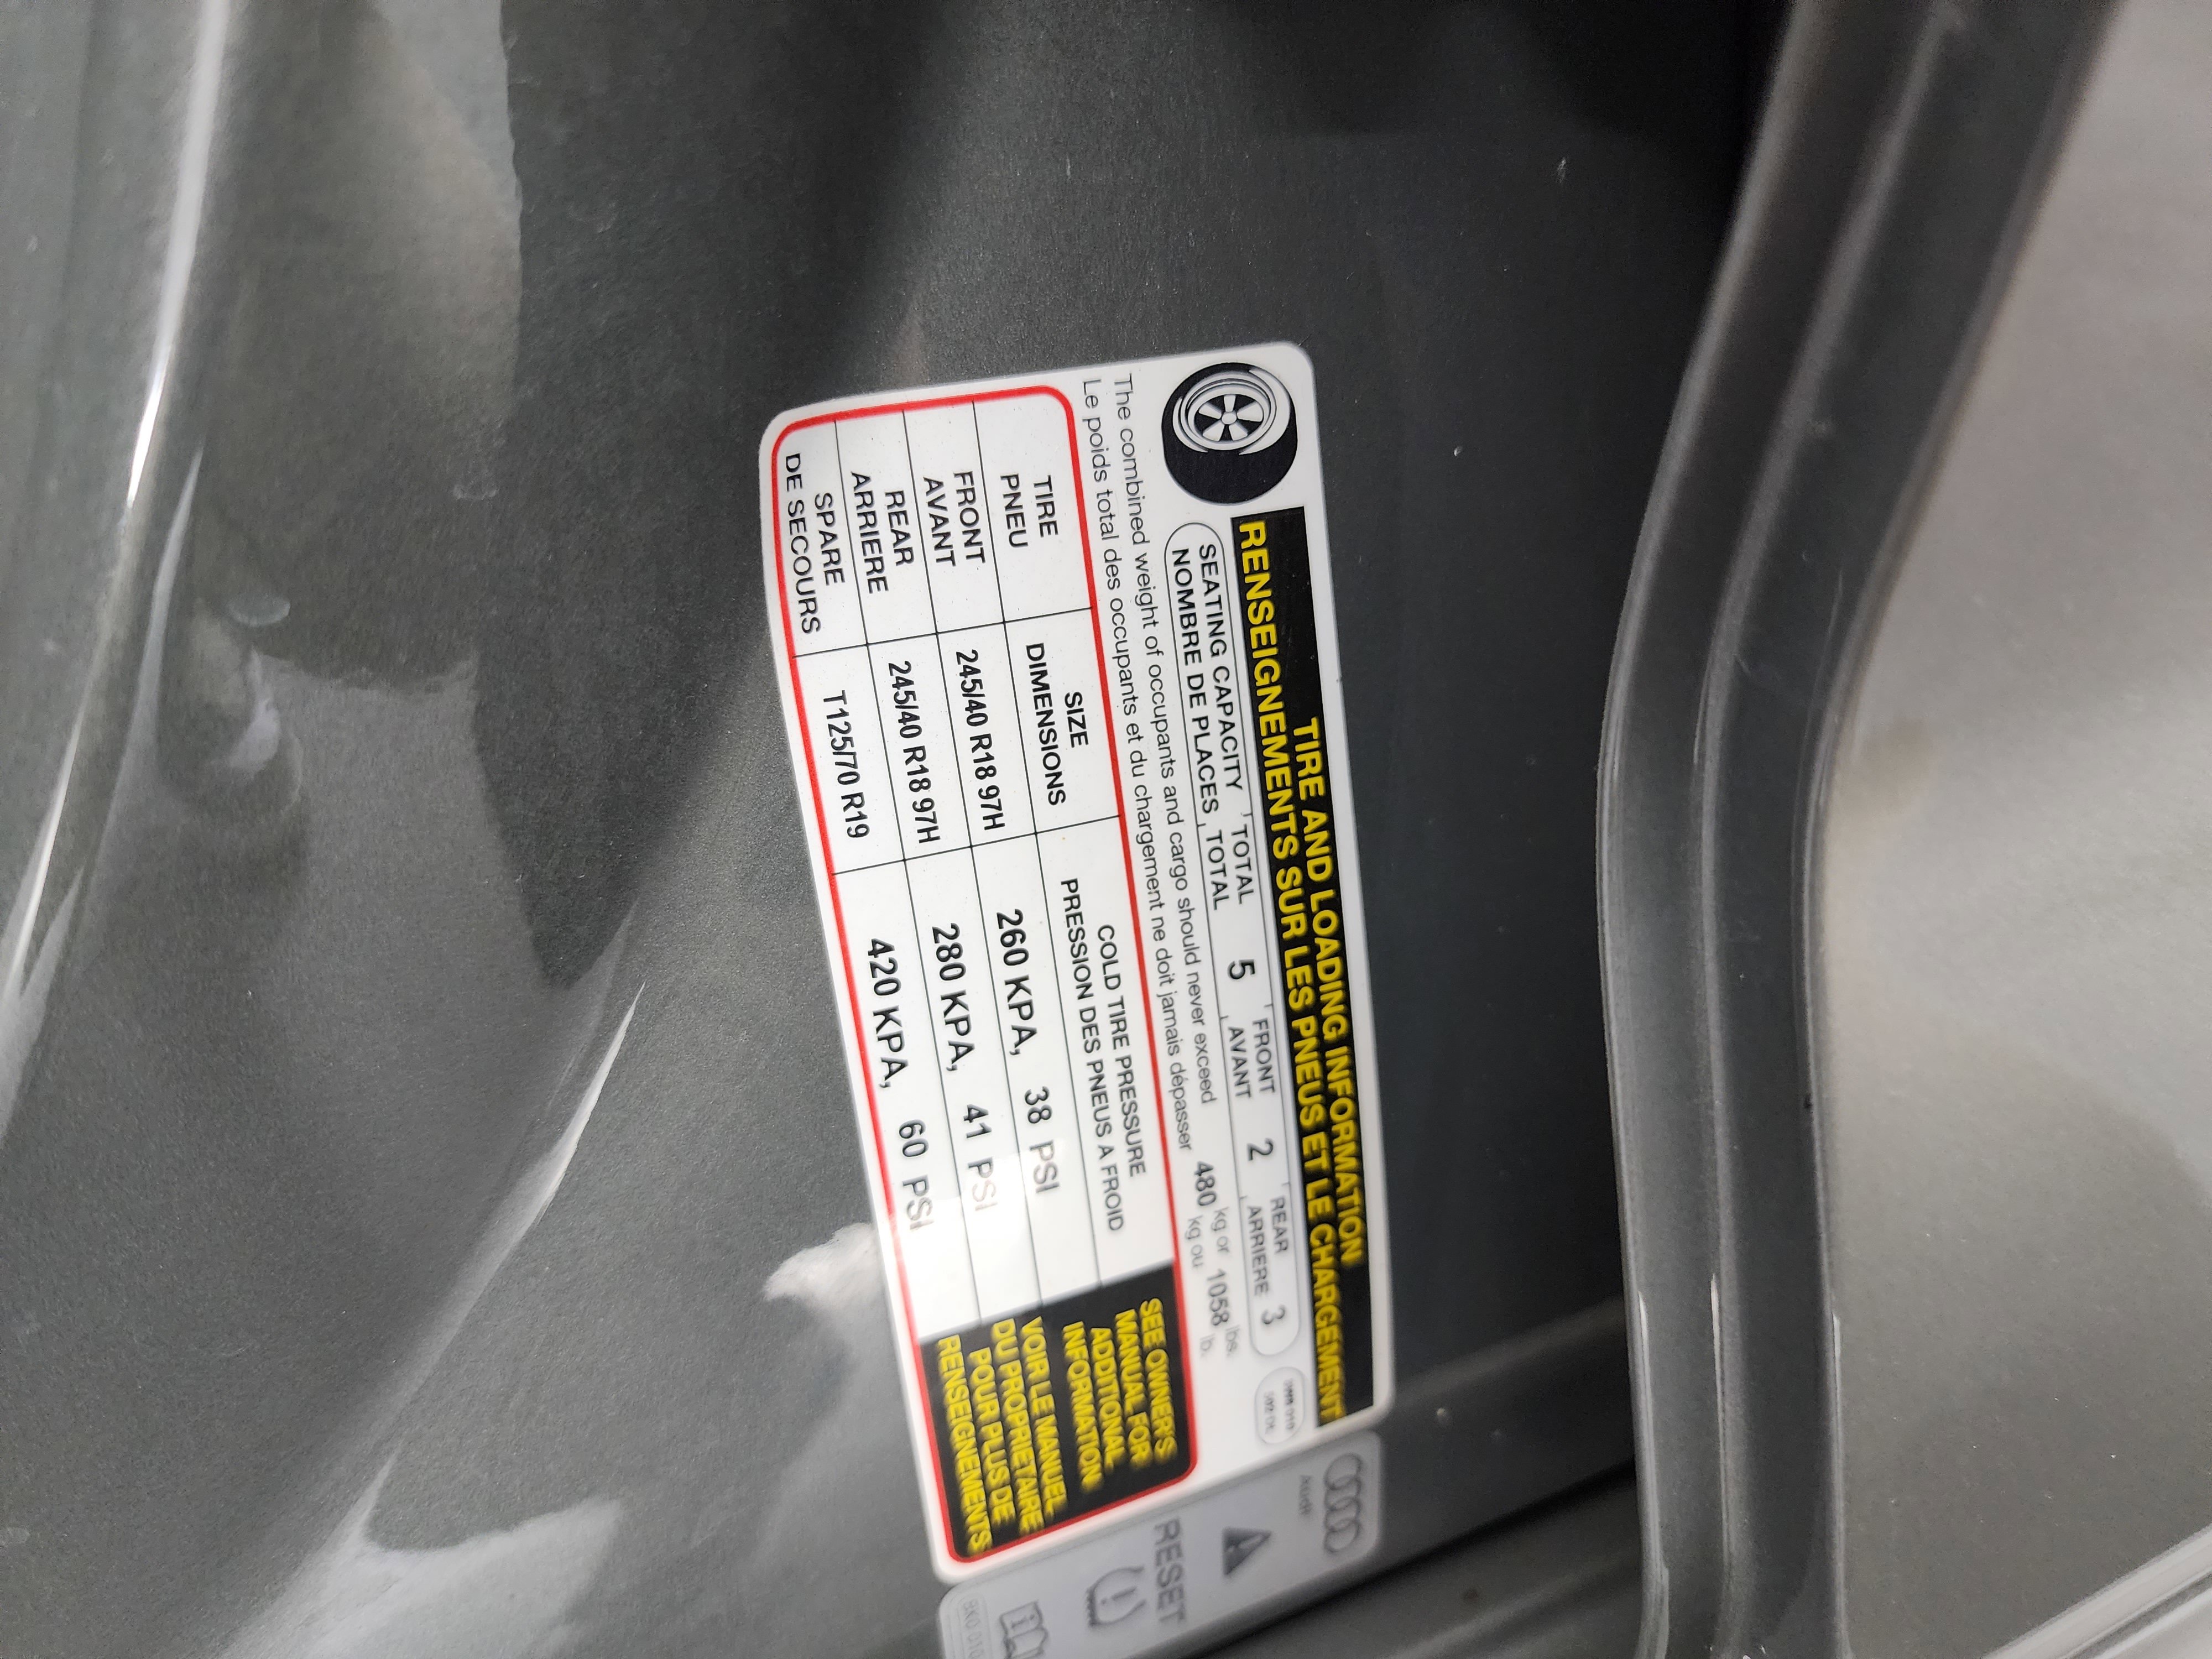 TIRE AND LOADING INFORMATION
RENSEIGNEMENTS SUR LES PNEUS ET LE CHARGEMENT
SEATING CAPACITY TOTAL 5 FRONT 2 REAR 3
NOMBRE DE PLACES TOTAL AVANT ARRIERE
The combined weight of occupants and cargo should never exceed 480 kg or 1058 lbs.
Le poids total des occupants et du chargement ne doit jamais dépasser kg ou lb.
TIRE SIZE COLD TIRE PRESSURE
PNEU DIMENSIONS PRESSION DES PNEUS A FROID
FRONT
AVANT 245/40 R18 97H 260 KPA, 38 PSI
REAR
ARRIERE 245/40 R18 97H 280 KPA, 41 PSI
SPARE
DE SECOURS T125/70 R19 420 KPA, 60 PSI
SEE OWNER'S
MANUAL FOR
ADDITIONAL
INFORMATION
VOR LE MANUEL
DU PROPRIETAIRE
POUR PLUS DE
RENSEIGNEMENTS
Audi
RESET